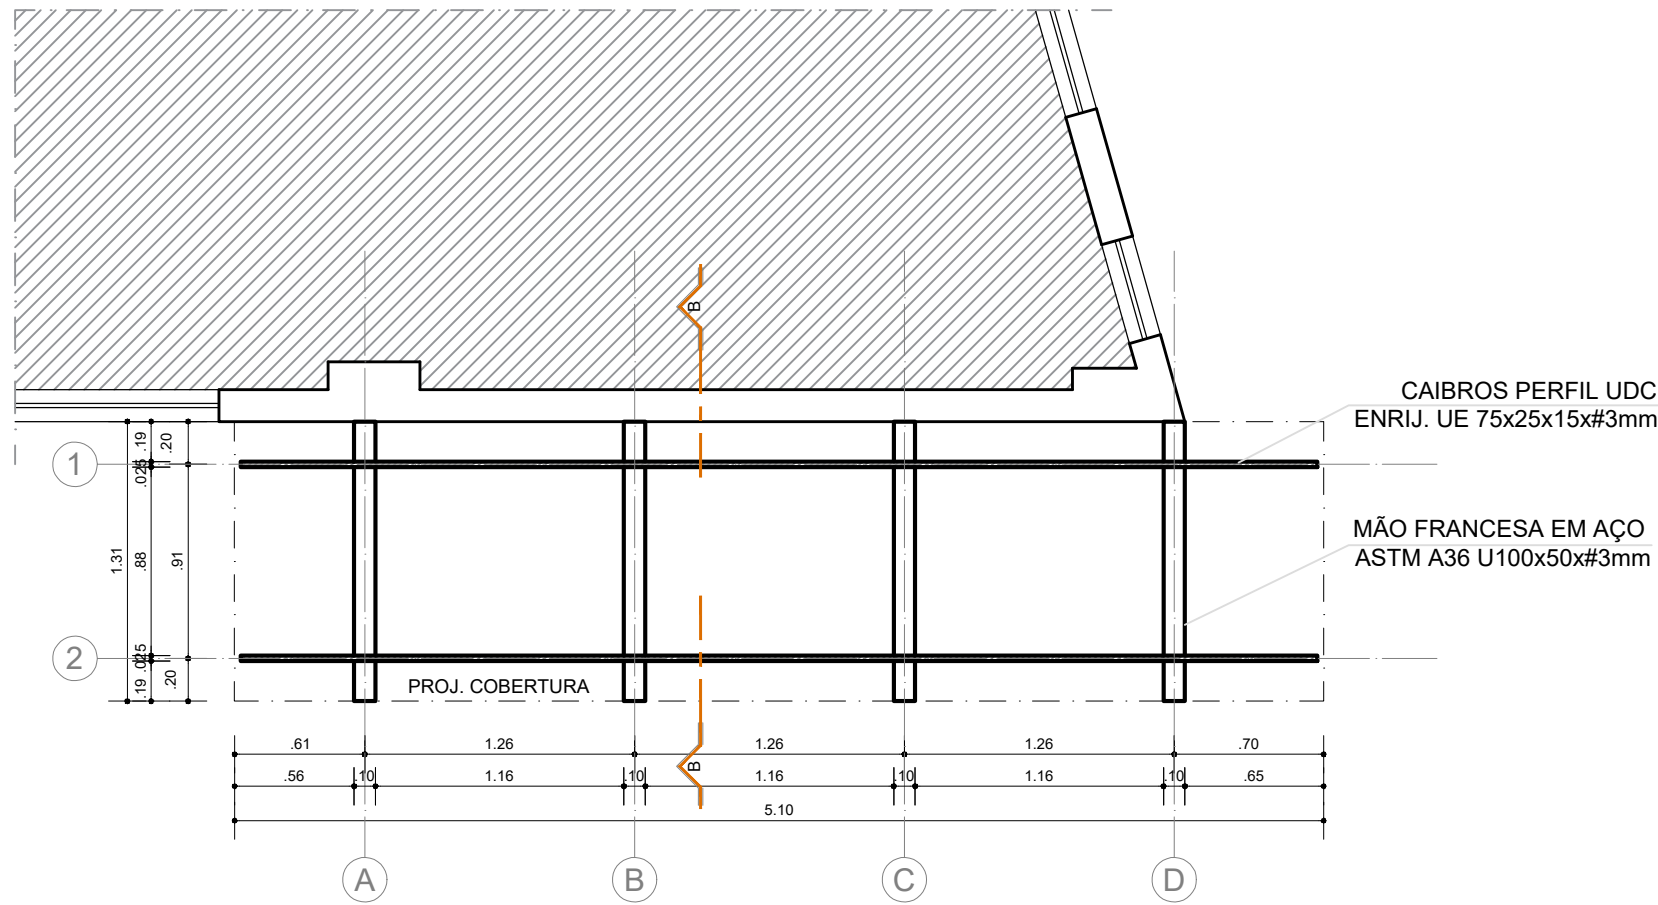 B
CAIBROS PERFIL UDC
ENRIJ. UE 75x25x15x#3mm
1
.19
.20
.025
MÃO FRANCESA EM AÇO
ASTM A36 U100x50x#3mm
1.31
.88
.91
2
.025
.19
.20
PROJ. COBERTURA
.61
1.26
1.26
1.26
.70
B
.56
.10
1.16
.10
1.16
.10
1.16
.10
.65
5.10
A
B
C
D